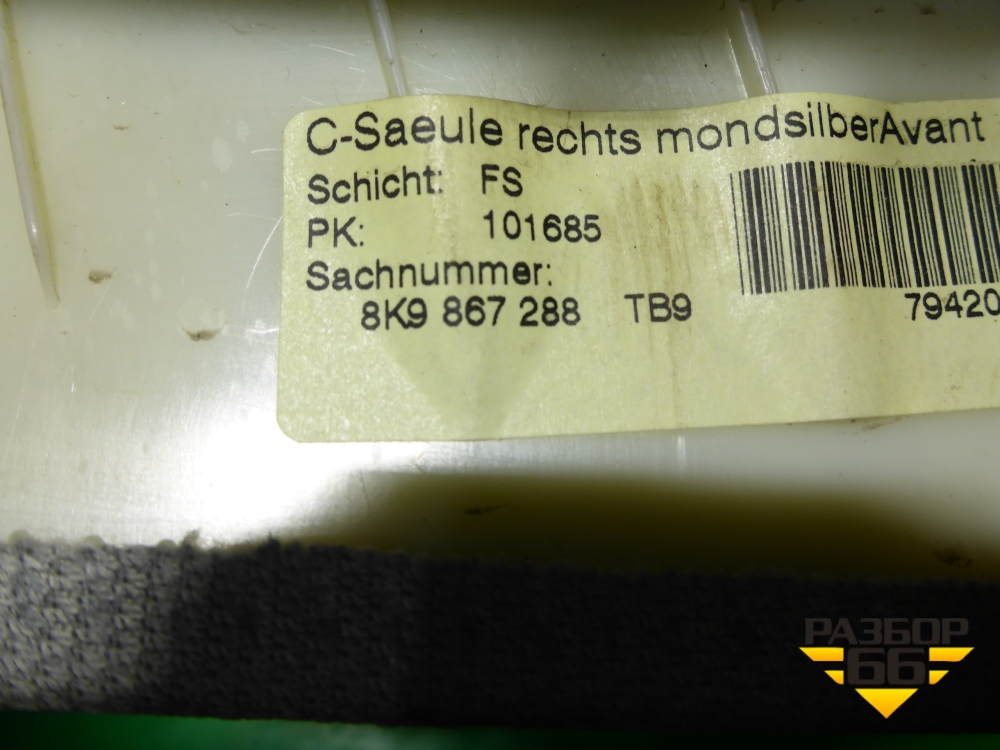 C-Saeule rechts mondsilberAvant
Schicht: FS
PK: 101685
Sachnummer:
8K9 867 288 TB9
79420
РАЗБОР
66